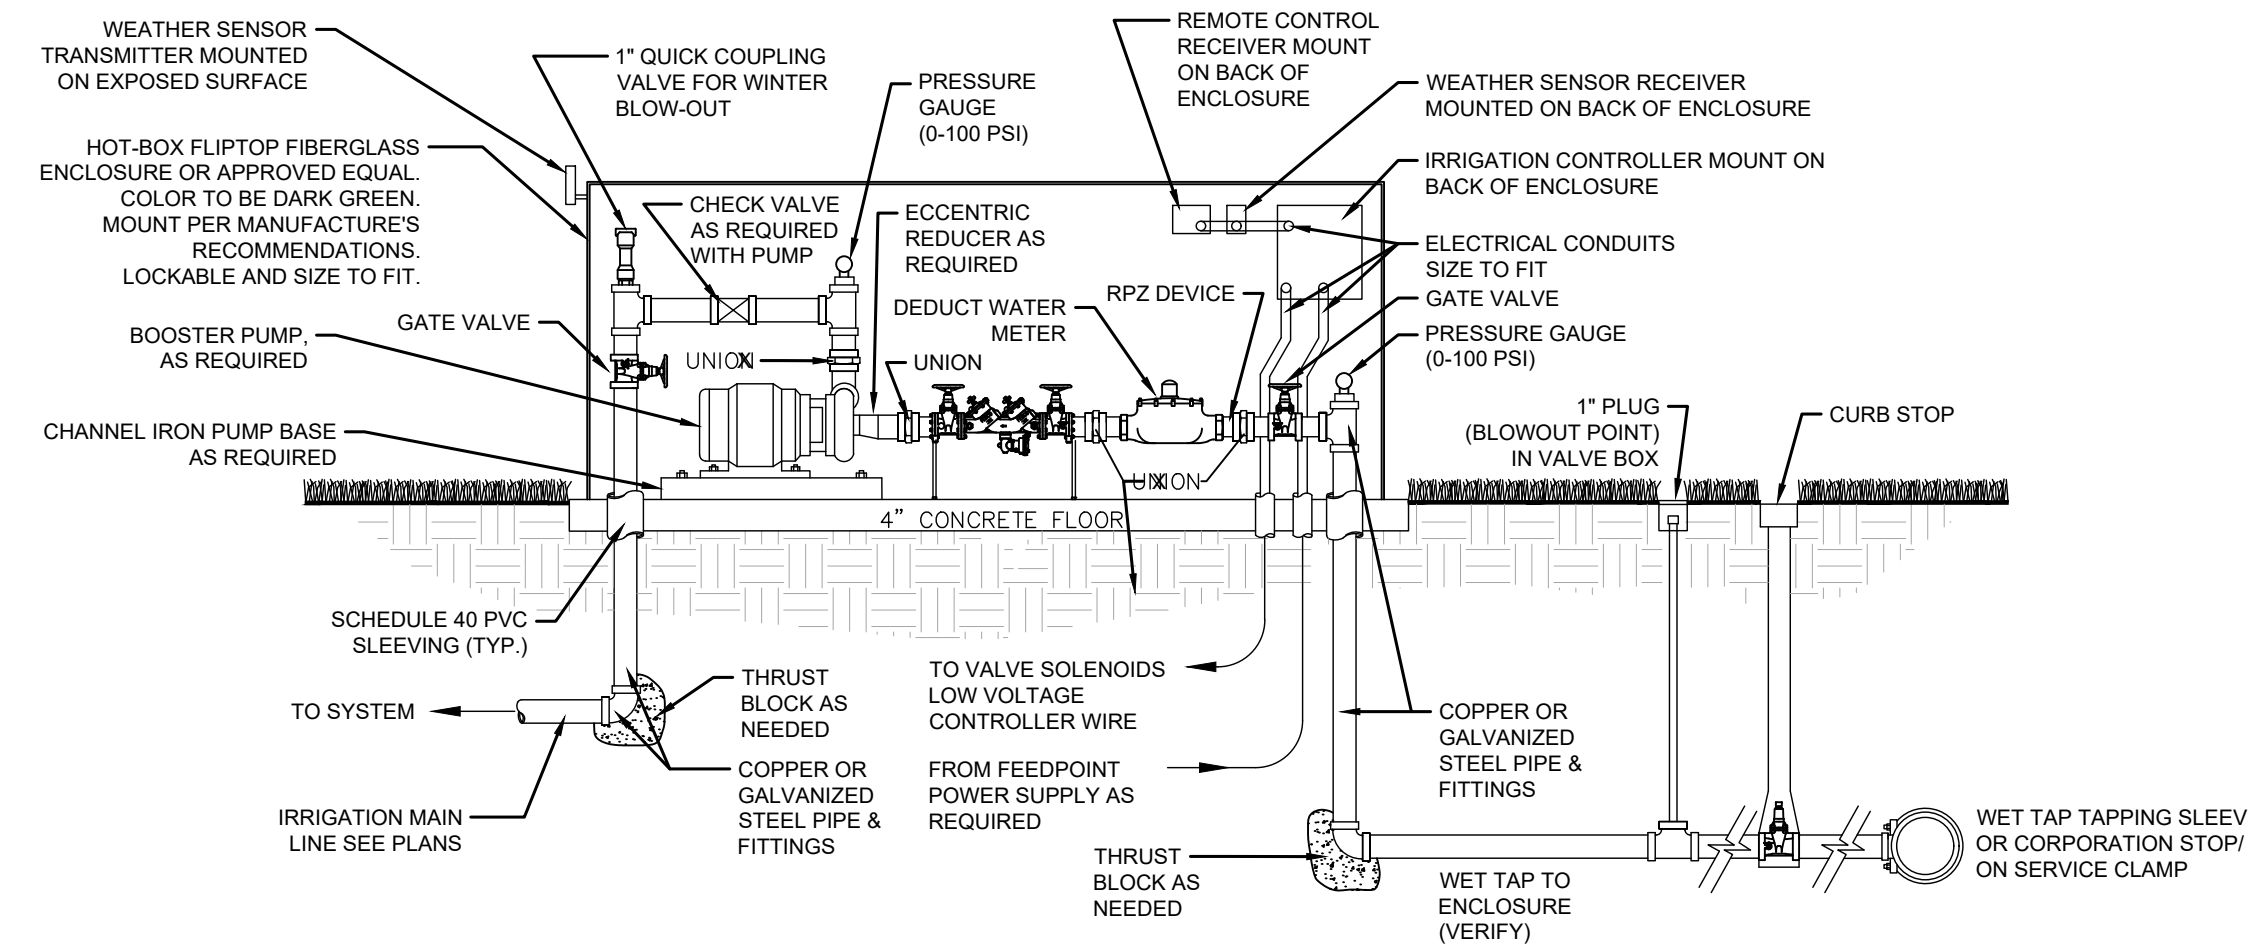 WEATHER SENSOR
TRANSMITTER MOUNTED
ON EXPOSED SURFACE
1" QUICK COUPLING
VALVE FOR WINTER
BLOW-OUT
PRESSURE
GAUGE
(0-100 PSI)
REMOTE CONTROL
RECEIVER MOUNT
ON BACK OF
ENCLOSURE
WEATHER SENSOR RECEIVER
MOUNTED ON BACK OF ENCLOSURE
HOT-BOX FLIPTOP FIBERGLASS
ENCLOSURE OR APPROVED EQUAL.
COLOR TO BE DARK GREEN.
MOUNT PER MANUFACTURE'S
RECOMMENDATIONS.
LOCKABLE AND SIZE TO FIT.
IRRIGATION CONTROLLER MOUNT ON
BACK OF ENCLOSURE
CHECK VALVE
AS REQUIRED
WITH PUMP
ECCENTRIC
REDUCER AS
REQUIRED
ELECTRICAL CONDUITS
SIZE TO FIT
DEDUCT WATER
METER
RPZ DEVICE
GATE VALVE
GATE VALVE
BOOSTER PUMP,
AS REQUIRED
PRESSURE GAUGE
(0-100 PSI)
UNION
UNION
CHANNEL IRON PUMP BASE
AS REQUIRED
1" PLUG
(BLOWOUT POINT)
IN VALVE BOX
CURB STOP
UNION
4” CONCRETE FLOOR
SCHEDULE 40 PVC
SLEEVING (TYP.)
THRUST
BLOCK AS
NEEDED
TO VALVE SOLENOIDS
LOW VOLTAGE
CONTROLLER WIRE
TO SYSTEM
COPPER OR
GALVANIZED
STEEL PIPE &
FITTINGS
COPPER OR
GALVANIZED
STEEL PIPE &
FITTINGS
FROM FEEDPOINT
POWER SUPPLY AS
REQUIRED
IRRIGATION MAIN
LINE SEE PLANS
WET TAP TAPPING SLEEV
OR CORPORATION STOP/
ON SERVICE CLAMP
THRUST
BLOCK AS
NEEDED
WET TAP TO
ENCLOSURE
(VERIFY)